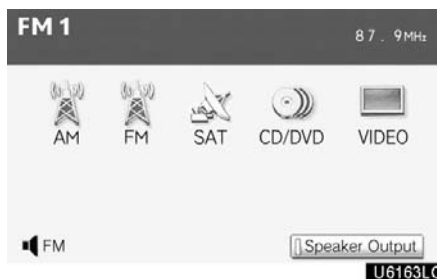 FM 1
87.9MHz
AM FM SAT CD/DVD VIDEO
FM
Speaker Output
U6163LC